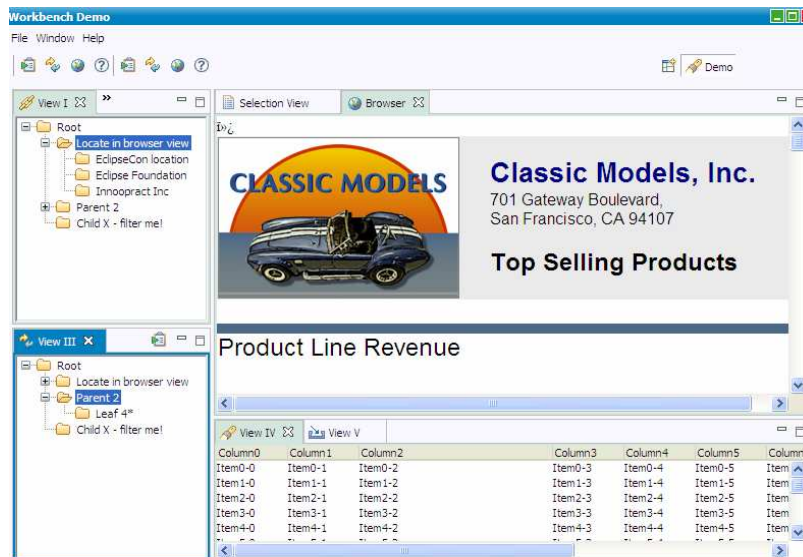 Workbench Demo
File Window Help
Demo
View I »
Root
Locate in browser view
EclipseCon location
Eclipse Foundation
Innoopract Inc
Parent 2
Child X - filter me!
View III
Root
Locate in browser view
Parent 2
Leaf 4*
Child X - filter me!
Selection View Browser
ï»¿
CLASSIC MODELS
Classic Models, Inc.
701 Gateway Boulevard,
San Francisco, CA 94107
Top Selling Products
Product Line Revenue
View IV View V
Column0 Column1 Column2 Column3 Column4 Column5 Column
Item0-0 Item0-1 Item0-2 Item0-3 Item0-4 Item0-5 Item
Item1-0 Item1-1 Item1-2 Item1-3 Item1-4 Item1-5 Item
Item2-0 Item2-1 Item2-2 Item2-3 Item2-4 Item2-5 Item
Item3-0 Item3-1 Item3-2 Item3-3 Item3-4 Item3-5 Item
Item4-0 Item4-1 Item4-2 Item4-3 Item4-4 Item4-5 Item